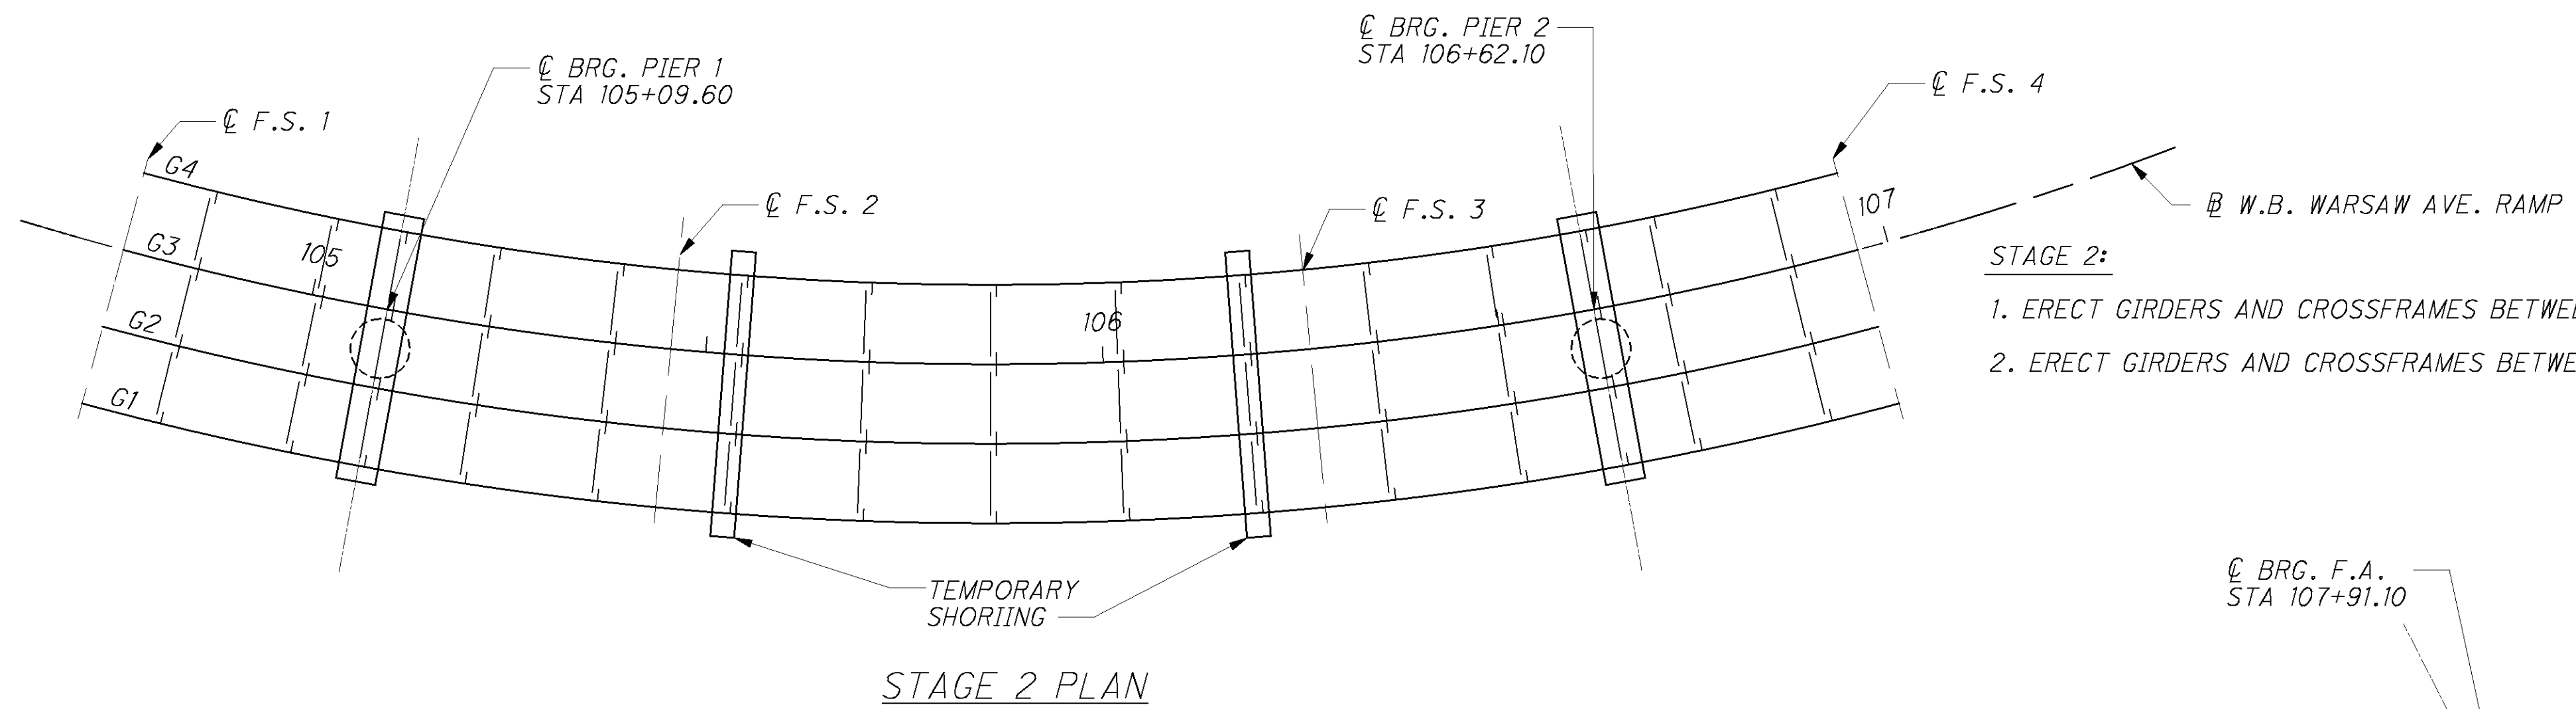 ℄ BRG. PIER 2
STA 106+62.10
℄ BRG. PIER 1
STA 105+09.60
℄ F.S. 4
℄ F.S. 1
G4
℄ F.S. 2
℄ F.S. 3
107
B W.B. WARSAW AVE. RAMP
G3
105
STAGE 2:
1. ERECT GIRDERS AND CROSSFRAMES BETWEE
G2
106
2. ERECT GIRDERS AND CROSSFRAMES BETWE
G1
TEMPORARY
SHORIING
℄ BRG. F.A.
STA 107+91.10
STAGE 2 PLAN